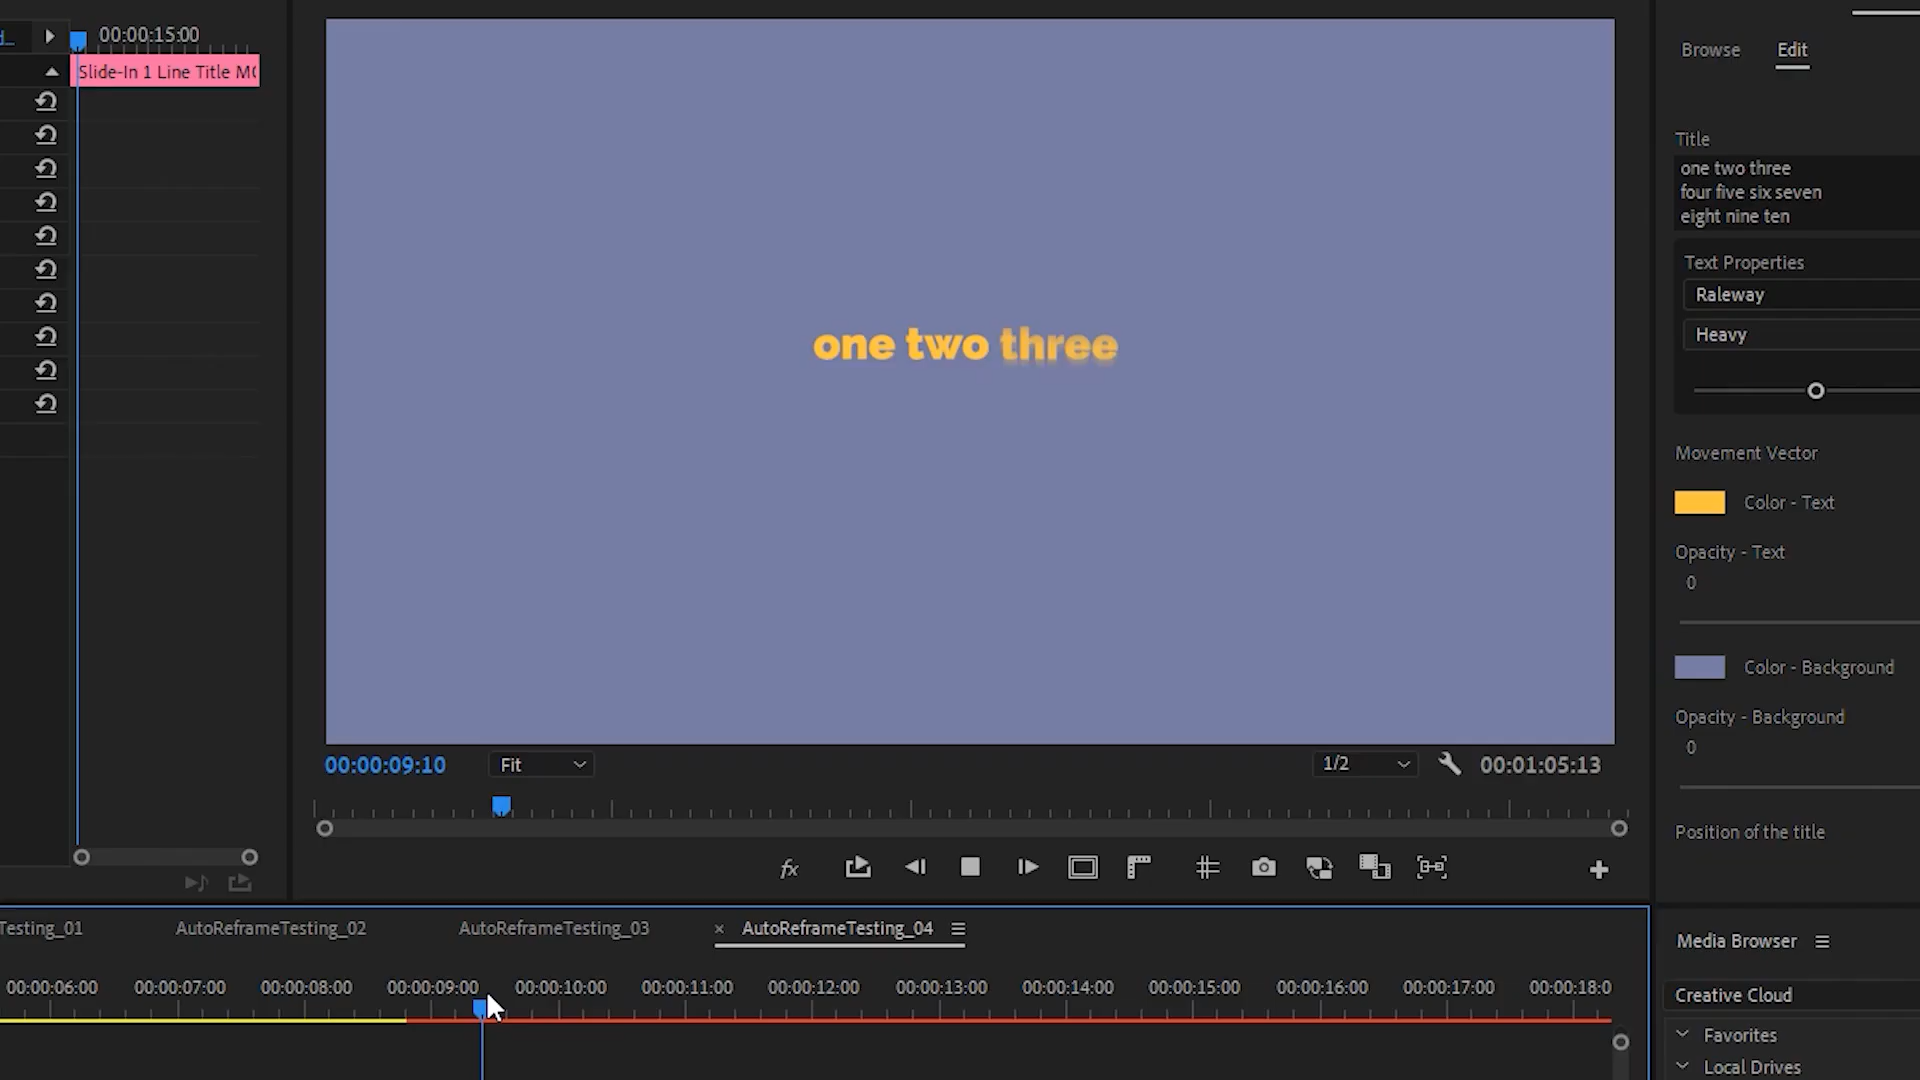 00:00:15:00
Slide-In 1 Line Title M
one two three
00:00:09:10
Fit
1/2
00:01:05:13
fx
Browse
Edit
Title
one two three
four five six seven
eight nine ten
Text Properties
Raleway
Heavy
Movement Vector
Color - Text
Opacity - Text
0
Color - Background
Opacity - Background
0
Position of the title
Testing_01
AutoReframeTesting_02
AutoReframeTesting_03
× AutoReframeTesting_04
00:00:06:00 00:00:07:00 00:00:08:00 00:00:09:00 00:00:10:00 00:00:11:00 00:00:12:00 00:00:13:00 00:00:14:00 00:00:15:00 00:00:16:00 00:00:17:00 00:00:18:0
Media Browser
Creative Cloud
Favorites
Local Drives